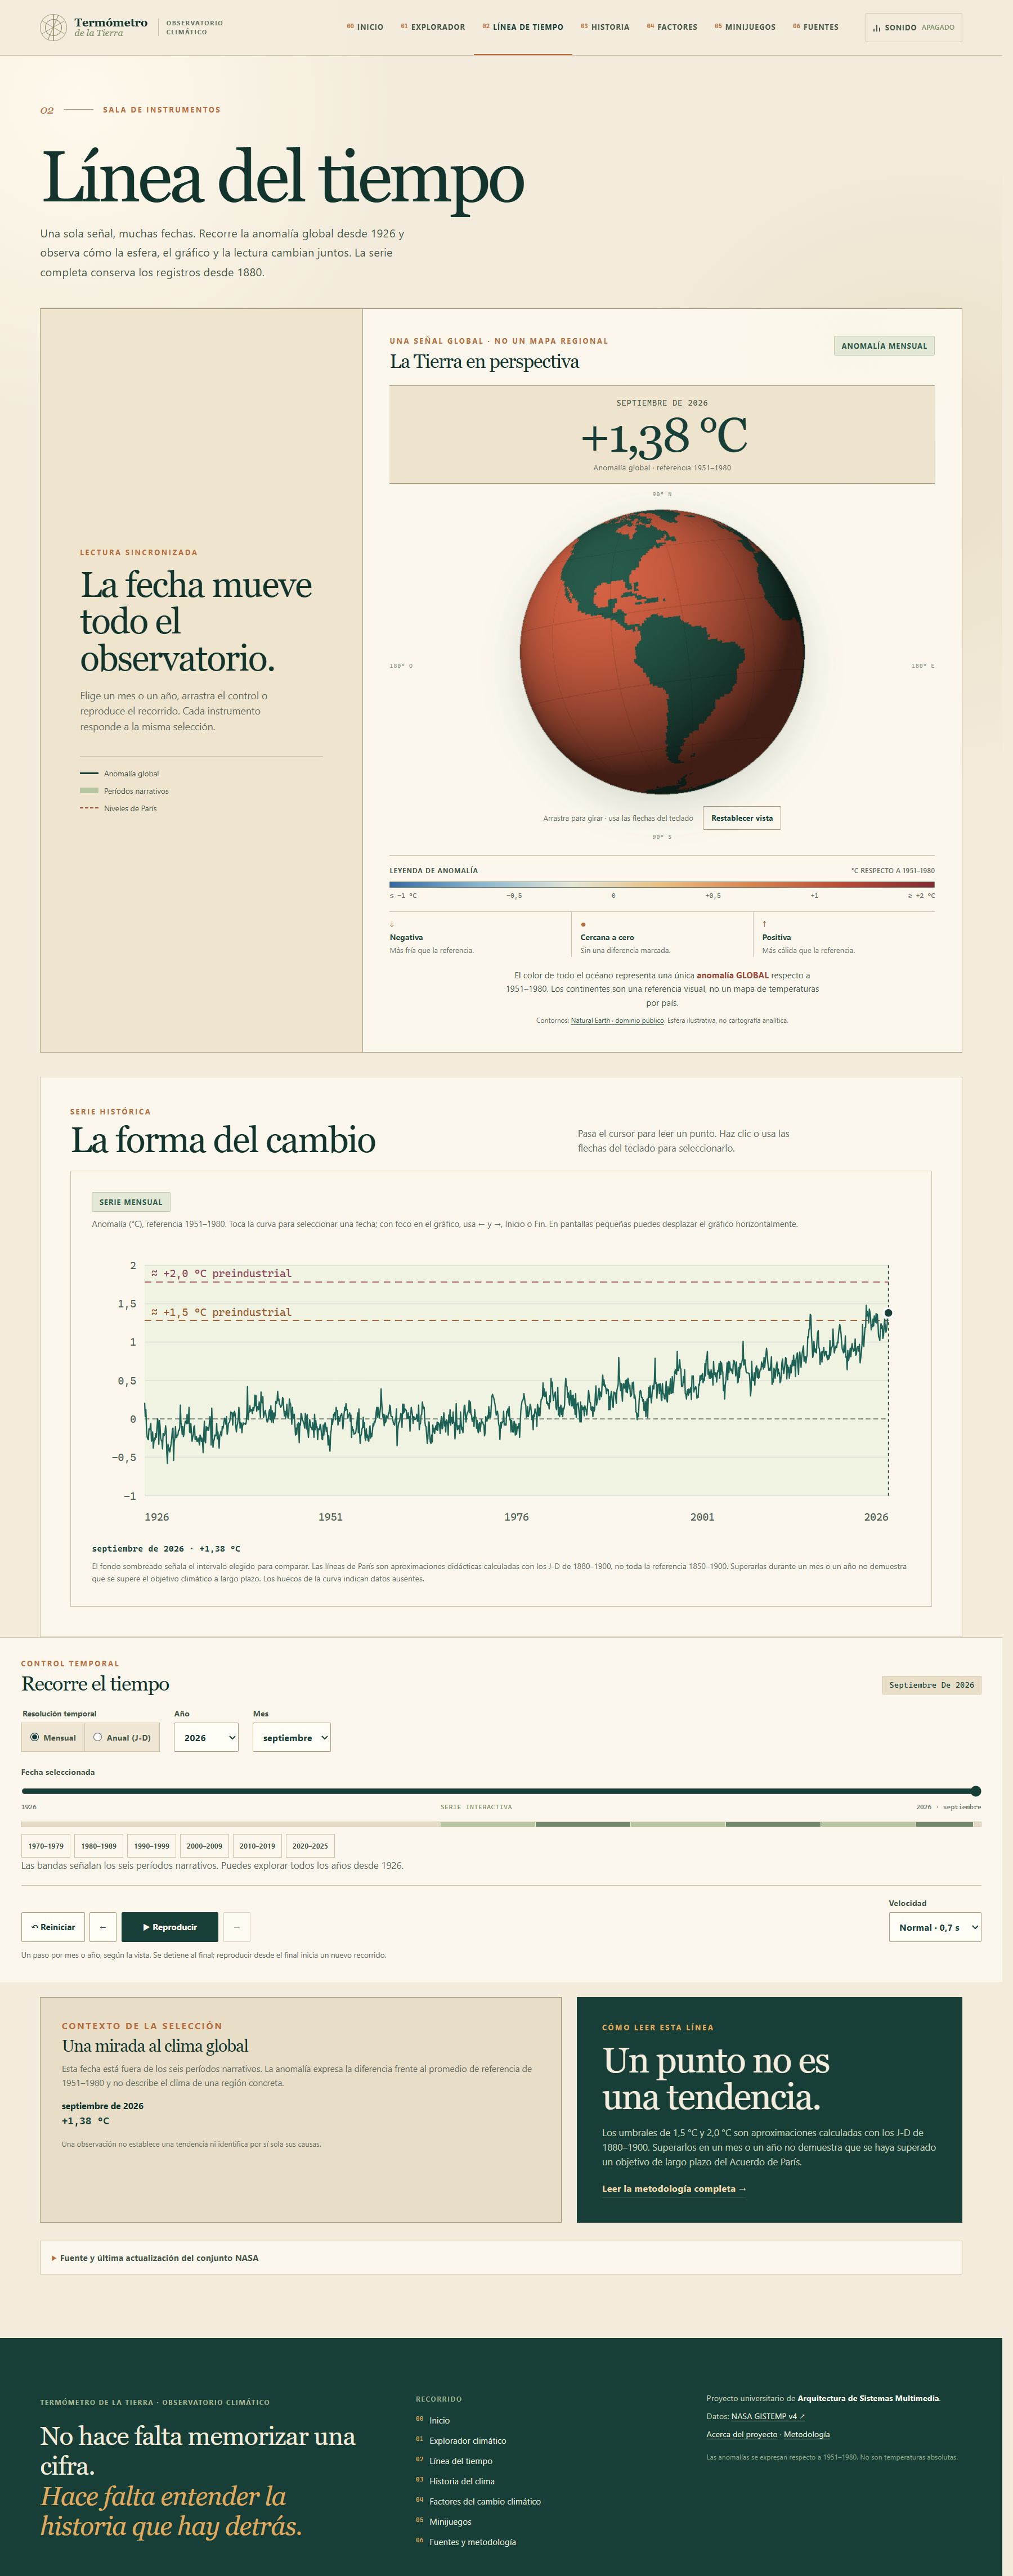 Termómetro
de la Tierra
OBSERVATORIO
CLIMÁTICO
00 INICIO
01 EXPLORADOR
02 LÍNEA DE TIEMPO
03 HISTORIA
04 FACTORES
05 MINIJUEGOS
06 FUENTES
SONIDO APAGADO
02 SALA DE INSTRUMENTOS
Línea del tiempo
Una sola señal, muchas fechas. Recorre la anomalía global desde 1926 y
observa cómo la esfera, el gráfico y la lectura cambian juntos. La serie
completa conserva los registros desde 1880.
LECTURA SINCRONIZADA
La fecha mueve
todo el
observatorio.
Elige un mes o un año, arrastra el control o
reproduce el recorrido. Cada instrumento
responde a la misma selección.
Anomalía global
Períodos narrativos
Niveles de París
UNA SEÑAL GLOBAL · NO UN MAPA REGIONAL
La Tierra en perspectiva
ANOMALÍA MENSUAL
SEPTIEMBRE DE 2026
+1,38 °C
Anomalía global · referencia 1951–1980
90° N
180° O
180° E
Arrastra para girar · usa las flechas del teclado
Restablecer vista
90° S
LEYENDA DE ANOMALÍA
°C RESPECTO A 1951–1980
≤ −1 °C
−0,5
0
+0,5
+1
≥ +2 °C
↓
Negativa
Más fría que la referencia.
●
Cercana a cero
Sin una diferencia marcada.
↑
Positiva
Más cálida que la referencia.
El color de todo el océano representa una única anomalía GLOBAL respecto a
1951–1980. Los continentes son una referencia visual, no un mapa de temperaturas
por país.
Contornos: Natural Earth · dominio público. Esfera ilustrativa, no cartografía analítica.
SERIE HISTÓRICA
La forma del cambio
Pasa el cursor para leer un punto. Haz clic o usa las
flechas del teclado para seleccionarlo.
SERIE MENSUAL
Anomalía (°C), referencia 1951–1980. Toca la curva para seleccionar una fecha; con foco en el gráfico, usa ← y →, Inicio o Fin. En pantallas pequeñas puedes desplazar el gráfico horizontalmente.
2
≈ +2,0 °C preindustrial
1,5
≈ +1,5 °C preindustrial
1
0,5
0
−0,5
−1
1926
1951
1976
2001
2026
septiembre de 2026 · +1,38 °C
El fondo sombreado señala el intervalo elegido para comparar. Las líneas de París son aproximaciones didácticas calculadas con los J-D de 1880–1900, no toda la referencia 1850–1900. Superarlas durante un mes o un año no demuestra
que se supere el objetivo climático a largo plazo. Los huecos de la curva indican datos ausentes.
CONTROL TEMPORAL
Recorre el tiempo
Septiembre De 2026
Resolución temporal
Año
Mes
Mensual
Anual (J-D)
2026
septiembre
Fecha seleccionada
1926
SERIE INTERACTIVA
2026 · septiembre
1970–1979
1980–1989
1990–1999
2000–2009
2010–2019
2020–2025
Las bandas señalan los seis períodos narrativos. Puedes explorar todos los años desde 1926.
Velocidad
↶ Reiniciar
←
▶ Reproducir
→
Normal · 0,7 s
Un paso por mes o año, según la vista. Se detiene al final; reproducir desde el final inicia un nuevo recorrido.
CONTEXTO DE LA SELECCIÓN
Una mirada al clima global
Esta fecha está fuera de los seis períodos narrativos. La anomalía expresa la diferencia frente al promedio de referencia de
1951–1980 y no describe el clima de una región concreta.
septiembre de 2026
+1,38 °C
Una observación no establece una tendencia ni identifica por sí sola sus causas.
CÓMO LEER ESTA LÍNEA
Un punto no es
una tendencia.
Los umbrales de 1,5 °C y 2,0 °C son aproximaciones calculadas con los J-D de
1880–1900. Superarlos en un mes o un año no demuestra que se haya superado
un objetivo de largo plazo del Acuerdo de París.
Leer la metodología completa →
▶ Fuente y última actualización del conjunto NASA
TERMÓMETRO DE LA TIERRA · OBSERVATORIO CLIMÁTICO
No hace falta memorizar una
cifra.
Hace falta entender la
historia que hay detrás.
RECORRIDO
00 Inicio
01 Explorador climático
02 Línea del tiempo
03 Historia del clima
04 Factores del cambio climático
05 Minijuegos
06 Fuentes y metodología
Proyecto universitario de Arquitectura de Sistemas Multimedia.
Datos: NASA GISTEMP v4 ↗
Acerca del proyecto · Metodología
Las anomalías se expresan respecto a 1951–1980. No son temperaturas absolutas.